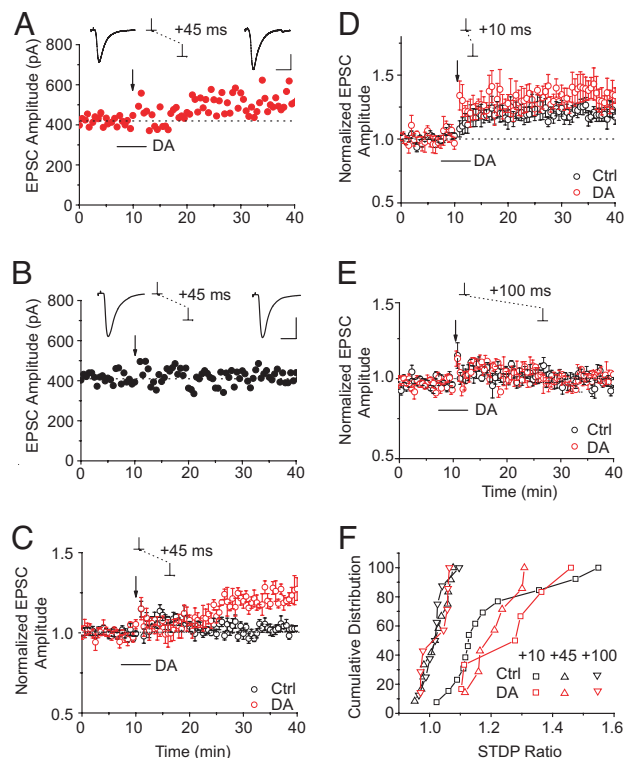 A
+45 ms
EPSC Amplitude (pA)
800
600
400
200
0
DA
0 10 20 30 40
B
+45 ms
EPSC Amplitude (pA)
800
600
400
200
0
0 10 20 30 40
C
+45 ms
Normalized EPSC
Amplitude
1.5
1.0
0.5
DA
Ctrl
DA
0 10 20 30 40
Time (min)
D
+10 ms
Normalized EPSC
Amplitude
1.5
1.0
0.5
DA
Ctrl
DA
0 10 20 30 40
E
+100 ms
Normalized EPSC
Amplitude
1.5
1.0
0.5
DA
Ctrl
DA
0 10 20 30 40
Time (min)
F
Cumulative Distribution
100
80
60
40
20
0
+10 +45 +100
Ctrl
DA
1.0 1.2 1.4 1.6
STDP Ratio